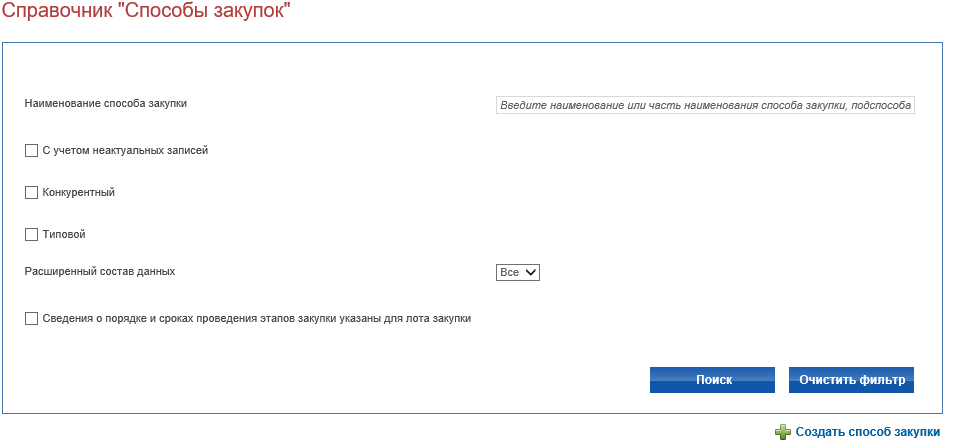 Справочник "Способы закупок"
Наименование способа закупки
Введите наименование или часть наименования способа закупки, подспособа
С учетом неактуальных записей
Конкурентный
Типовой
Расширенный состав данных
Все
Сведения о порядке и сроках проведения этапов закупки указаны для лота закупки
Поиск
Очистить фильтр
Создать способ закупки